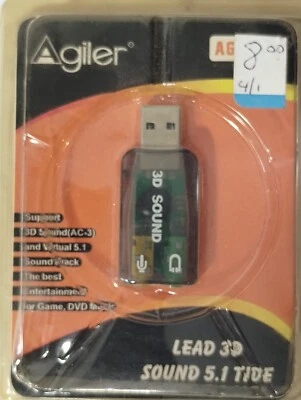 Agiler®
AG
8.00
4/1
3D SOUND
Support
3D Sound(AC-3)
and Virtual 5.1
Sound Track
The best
Entertainment
for Game, DVD
LEAD 3D
SOUND 5.1 TIDE